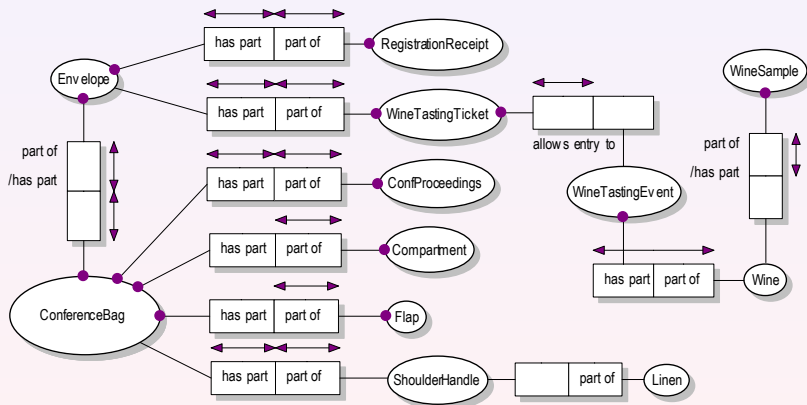 has part part of RegistrationReceipt
Envelope WineSample
has part part of WineTastingTicket
part of allows entry to part of
/has part /has part
has part part of ConfProceedings WineTastingEvent
has part part of Compartment
has part part of Wine
ConferenceBag has part part of Flap
has part part of ShoulderHandle part of Linen